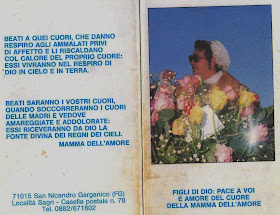 BEATI A QUEI CUORI, CHE DANNO
RESPIRO AGLI AMMALATI PRIVI
DI AFFETTO E LI RISCALDANO
COL CALORE DEL PROPRIO CUORE:
ESSI VIVRANNO NEL RESPIRO DI
DIO IN CIELO E IN TERRA.
BEATI SARANNO I VOSTRI CUORI,
QUANDO SOCCORRERANNO I CUORI
DELLE MADRI E VEDOVE
AMAREGGIATE E ADDOLORATE:
ESSI RICEVERANNO DA DIO LA
FONTE DIVINA DEI REGNI DEI CIELI.
MAMMA DELL'AMORE
71015 San Nicandro Garganico (FG)
Località Sagri - Casella postale n. 78
Tel. 0882/671802
FIGLI DI DIO: PACE A VOI
E AMORE DEL CUORE
DELLA MAMMA DELL'AMORE